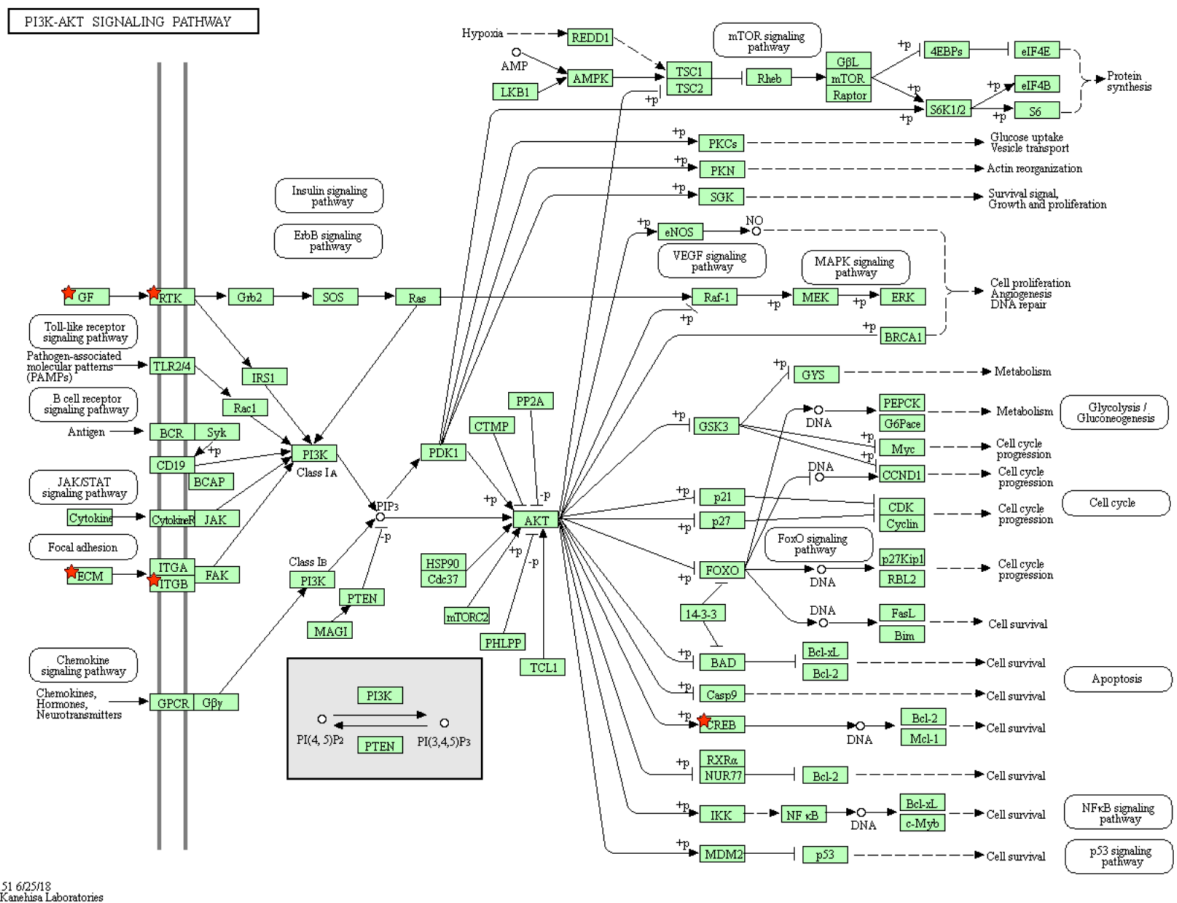 PI3K-AKT SIGNALING PATHWAY
Hypoxia
REDD1
mTOR signaling
pathway
AMP
AMPK
LKB1
TSC1
TSC2
+p
Rheb
GβL
mTOR
Raptor
+p
4EBPs
eIF4E
+p
+p
S6K1/2
+p
eIF4B
+p
S6
Protein
synthesis
+p
PKCs
Glucose uptake
Vesicle transport
+p
PKN
Actin reorganization
+p
SGK
Survival signal,
Growth and proliferation
Insulin signaling
pathway
ErbB signaling
pathway
+p
eNOS
NO
VEGF signaling
pathway
MAPK signaling
pathway
GF
RTK
Grb2
SOS
Ras
Raf-1
+p
+p
MEK
+p
ERK
Cell proliferation
Angiogenesis
DNA repair
+p
BRCA1
Toll-like receptor
signaling pathway
Pathogen-associated
molecular patterns
(PAMPs)
TLR2/4
IRS1
Rac1
B cell receptor
signaling pathway
Antigen
BCR
Syk
+p
CD19
BCAP
PI3K
Class IA
PDK1
CTMP
PP2A
+p
GYS
Metabolism
+p
GSK3
DNA
PEPCK
G6Pace
Metabolism
Glycolysis /
Gluconeogenesis
+p
Myc
Cell cycle
progression
+p
DNA
CCND1
Cell cycle
progression
JAK/STAT
signaling pathway
Cytokine
CytokineR
JAK
PIP3
-p
+p
-p
AKT
+p
p21
+p
p27
CDK
Cyclin
Cell cycle
progression
Cell cycle
Focal adhesion
ECM
ITGA
ITGB
FAK
Class IB
PI3K
PTEN
MAGI
HSP90
Cdc37
+p
-p
mTORC2
PHLPP
TCL1
FoxO signaling
pathway
+p
FOXO
DNA
p27Kip1
RBL2
Cell cycle
progression
14-3-3
DNA
FasL
Bim
Cell survival
Chemokine
signaling pathway
Chemokines,
Hormones,
Neurotransmitters
GPCR
Gβγ
PI3K
PI(4, 5)P2
PTEN
PI(3,4,5)P3
+p
BAD
Bcl-xL
Bcl-2
Cell survival
Apoptosis
+p
Casp9
Cell survival
+p
CREB
DNA
Bcl-2
Mcl-1
Cell survival
RXRα
NUR77
+p
Bcl-2
Cell survival
+p
IKK
NFκB
DNA
Bcl-xL
c-Myb
Cell survival
NFκB signaling
pathway
+p
MDM2
p53
Cell survival
p53 signaling
pathway
51 6/25/18
Kanehisa Laboratories